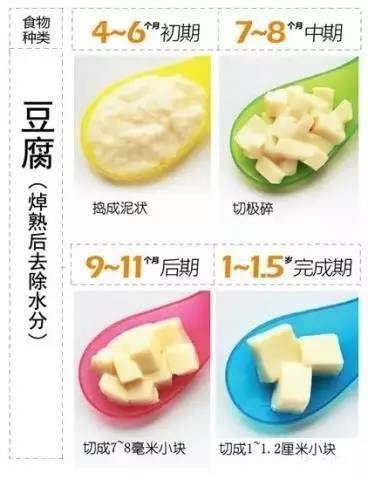 食物
种类
4~6个月 初期
7~8个月 中期
豆腐(焯熟后去除水分)
捣成泥状
切极碎
9~11个月 后期
1~1.5岁 完成期
切成7~8毫米小块
切成1~1.2厘米小块